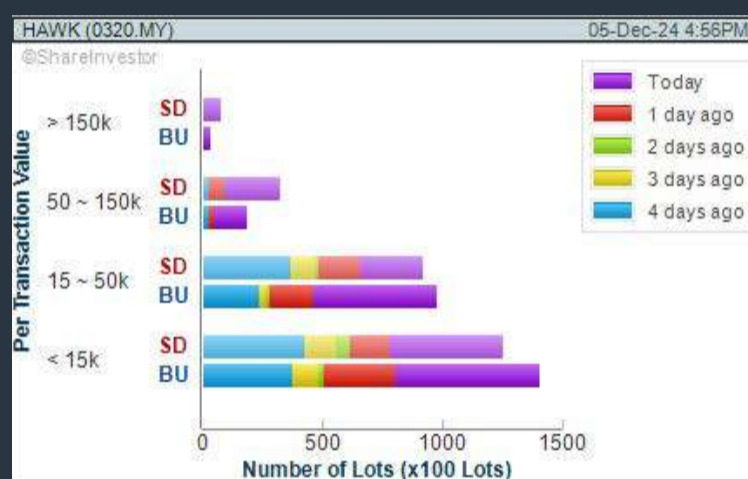 HAWK (0320.MY) 05-Dec-24 4:56PM
©ShareInvestor
Per Transaction Value
> 150k
SD
BU
50 ~ 150k
SD
BU
15 ~ 50k
SD
BU
< 15k
SD
BU
0 500 1000 1500
Number of Lots (x100 Lots)
Today
1 day ago
2 days ago
3 days ago
4 days ago